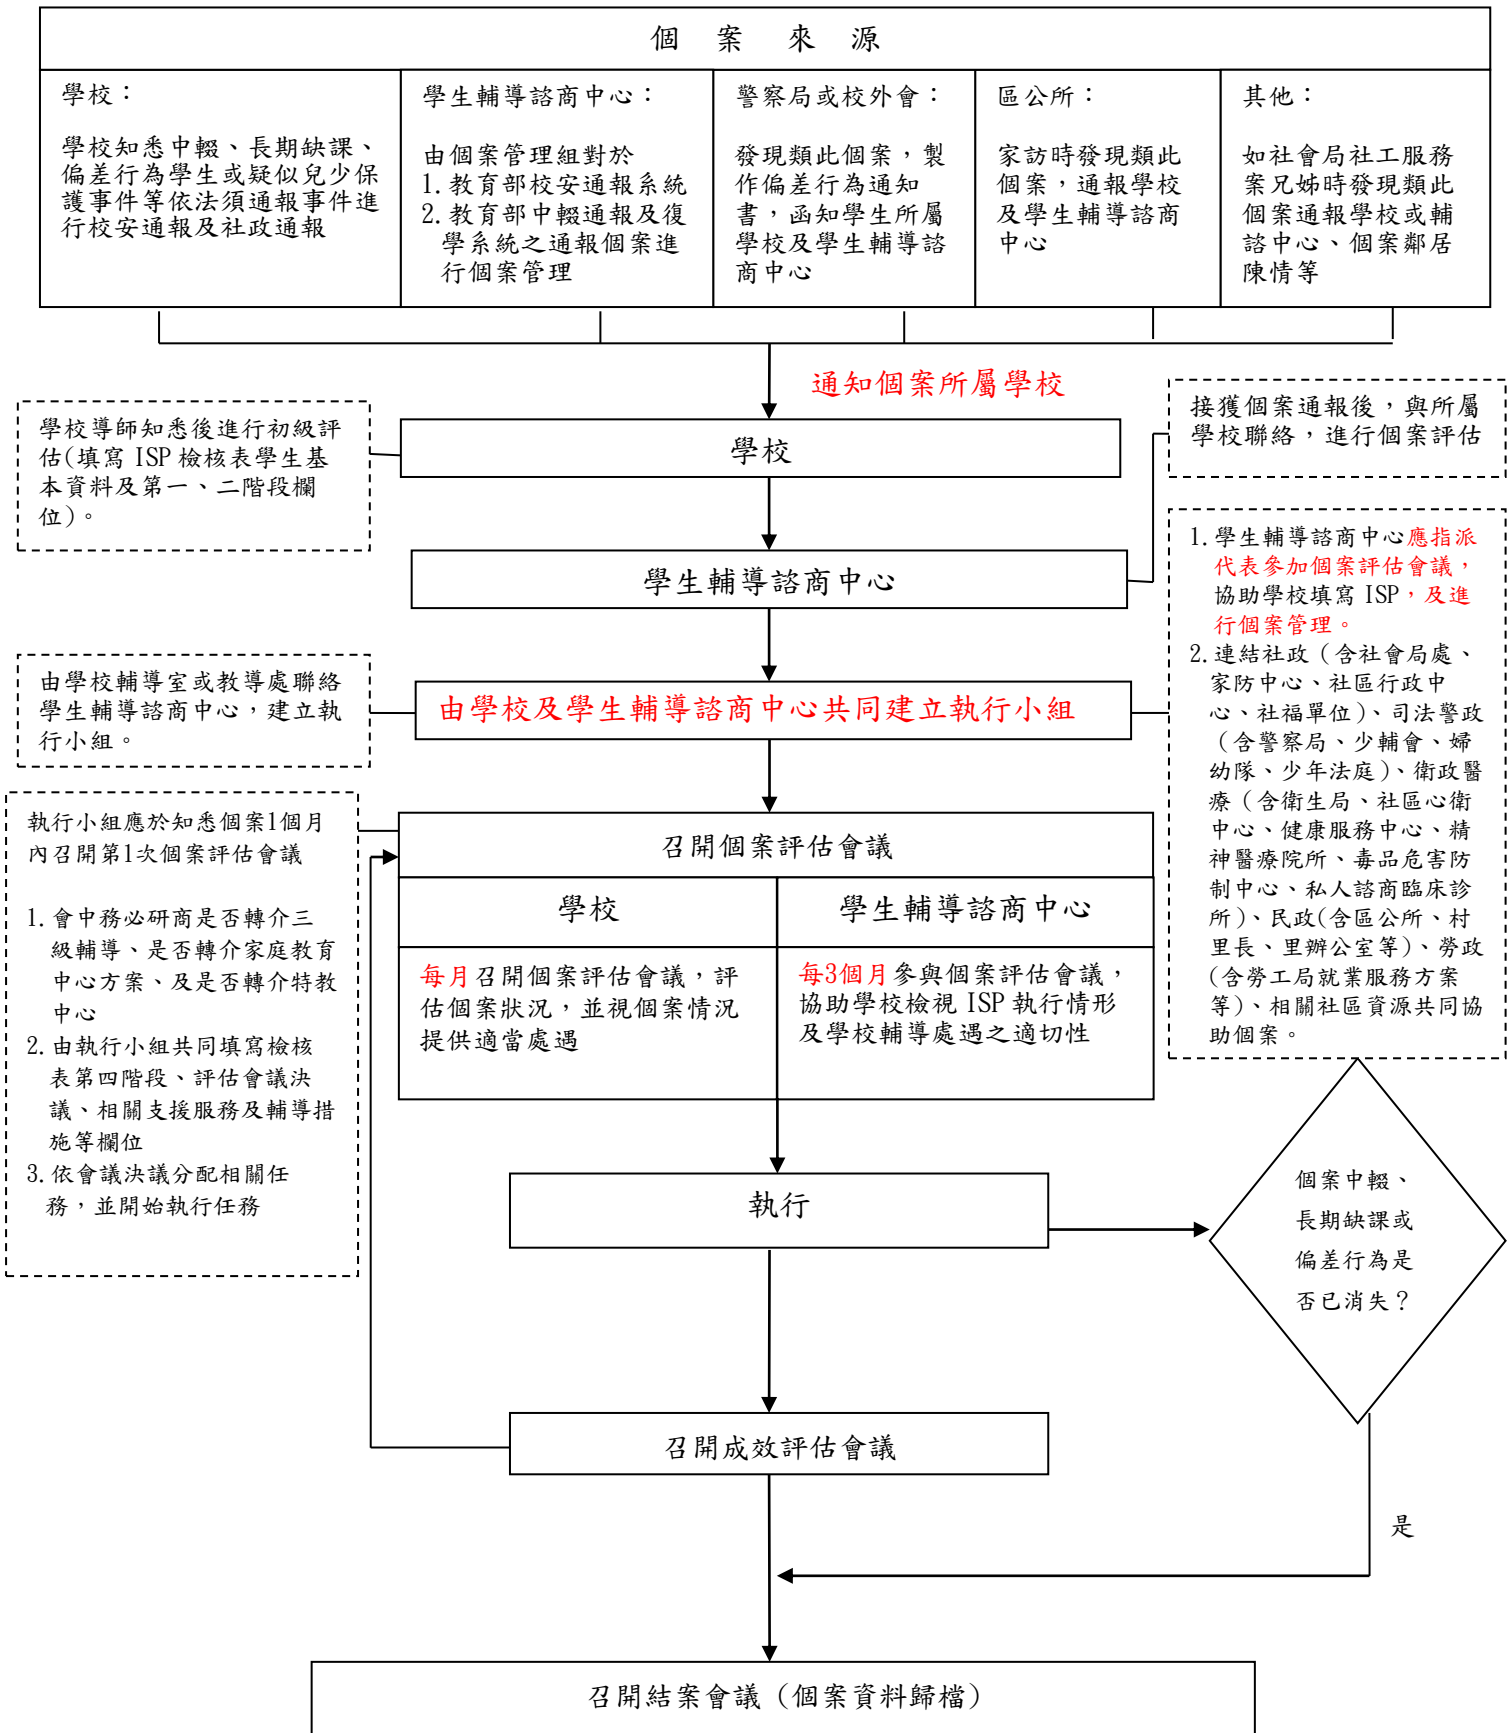 個案來源
學校：
學校知悉中輟、長期缺課、
偏差行為學生或疑似兒少保
護事件等依法須通報事件進
行校安通報及社政通報
學生輔導諮商中心：
由個案管理組對於
1.教育部校安通報系統
2.教育部中輟通報及復
學系統之通報個案進
行個案管理
警察局或校外會：
發現類此個案，製
作偏差行為通知
書，函知學生所屬
學校及學生輔導諮
商中心
區公所：
家訪時發現類此
個案，通報學校
及學生輔導諮商
中心
其他：
如社會局社工服務
案兄姊時發現類此
個案通報學校或輔
諮中心、個案鄰居
陳情等
通知個案所屬學校
學校導師知悉後進行初級評
估(填寫 ISP 檢核表學生基
本資料及第一、二階段欄
位)。
學校
接獲個案通報後，與所屬
學校聯絡，進行個案評估
學生輔導諮商中心
1.學生輔導諮商中心應指派
代表參加個案評估會議，
協助學校填寫 ISP，及進
行個案管理。
2.連結社政（含社會局處、
家防中心、社區行政中
心、社福單位）、司法警政
（含警察局、少輔會、婦
幼隊、少年法庭）、衛政醫
療（含衛生局、社區心衛
中心、健康服務中心、精
神醫療院所、毒品危害防
制中心、私人諮商臨床診
所）、民政(含區公所、村
里長、里辦公室等)、勞政
(含勞工局就業服務方案
等)、相關社區資源共同協
助個案。
由學校輔導室或教導處聯絡
學生輔導諮商中心，建立執
行小組。
由學校及學生輔導諮商中心共同建立執行小組
執行小組應於知悉個案1個月
內召開第1次個案評估會議
1.會中務必研商是否轉介三
級輔導、是否轉介家庭教育
中心方案、及是否轉介特教
中心
2.由執行小組共同填寫檢核
表第四階段、評估會議決
議、相關支援服務及輔導措
施等欄位
3.依會議決議分配相關任
務，並開始執行任務
召開個案評估會議
學校
學生輔導諮商中心
每月召開個案評估會議，評
估個案狀況，並視個案情況
提供適當處遇
每3個月參與個案評估會議，
協助學校檢視 ISP 執行情形
及學校輔導處遇之適切性
執行
個案中輟、
長期缺課或
偏差行為是
否已消失？
召開成效評估會議
是
召開結案會議（個案資料歸檔）